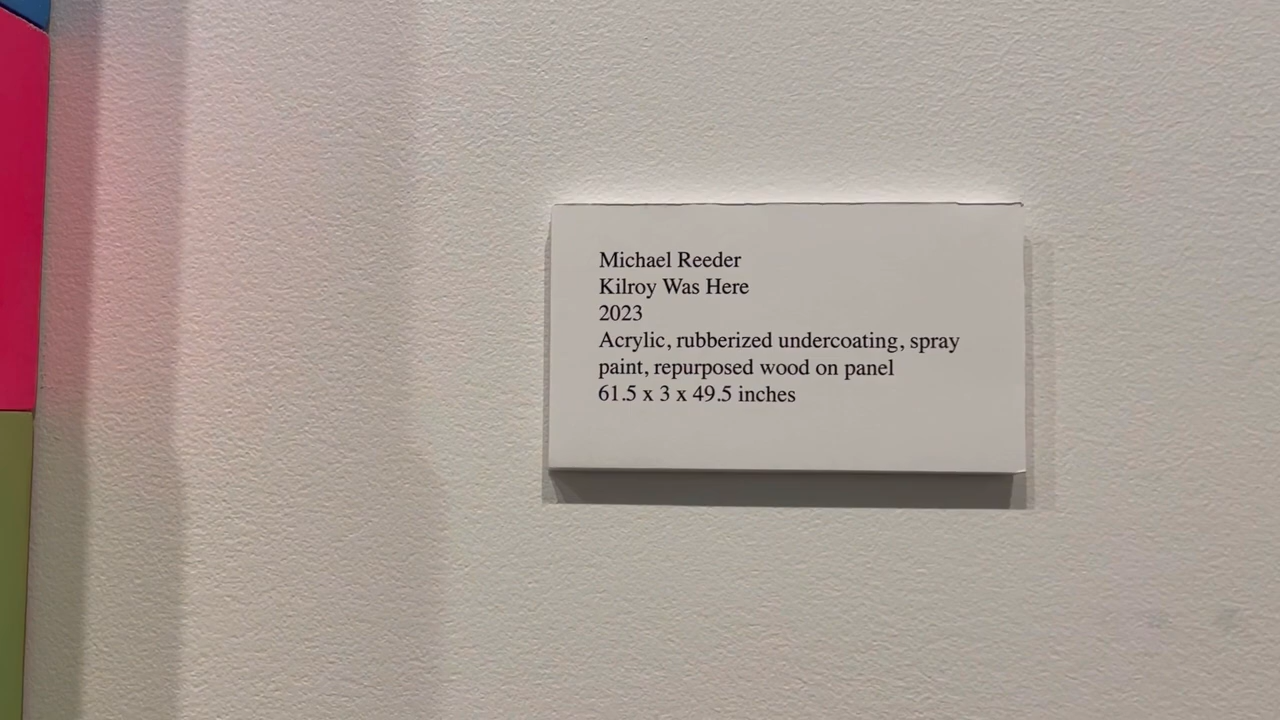 Michael Reeder
Kilroy Was Here
2023
Acrylic, rubberized undercoating, spray
paint, repurposed wood on panel
61.5 x 3 x 49.5 inches